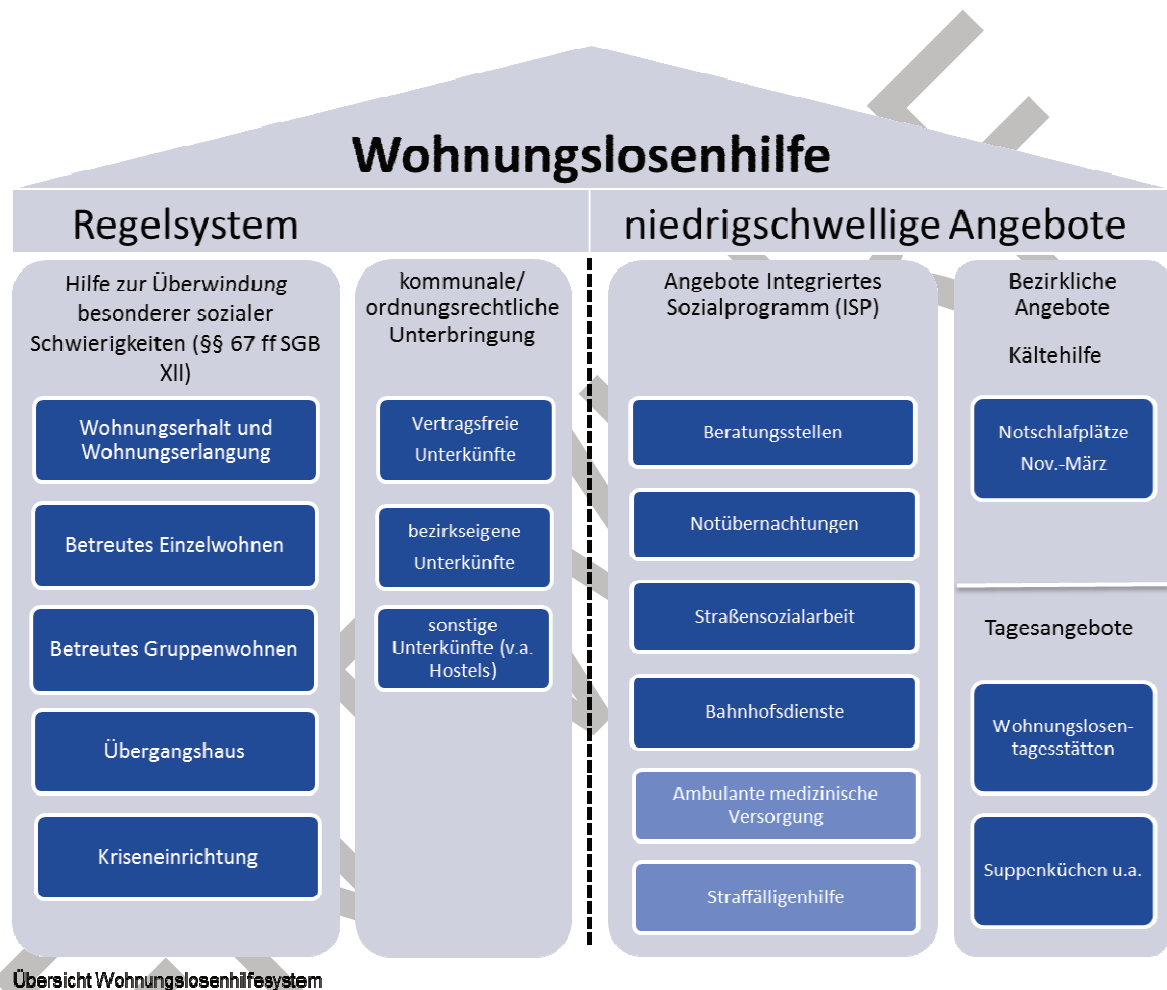 Wohnungslosenhilfe
Regelsystem
niedrigschwellige Angebote
Hilfe zur Überwindung
besonderer sozialer
Schwierigkeiten (§§ 67 ff SGB
XII)
Wohnungserhalt und
Wohnungserlangung
Betreutes Einzelwohnen
Betreutes Gruppenwohnen
Übergangshaus
Kriseneinrichtung
kommunale/
ordnungsrechtliche
Unterbringung
Vertragsfreie
Unterkünfte
bezirkseigene
Unterkünfte
sonstige
Unterkünfte (v.a.
Hostels)
Angebote Integriertes
Sozialprogramm (ISP)
Beratungsstellen
Notübernachtungen
Straßensozialarbeit
Bahnhofsdienste
Ambulante medizinische
Versorgung
Straffälligenhilfe
Bezirkliche
Angebote
Kältehilfe
Notschlafplätze
Nov.-März
Tagesangebote
Wohnungslosen-
tagesstätten
Suppenküchen u.a.
Übersicht Wohnungslosenhilfesystem